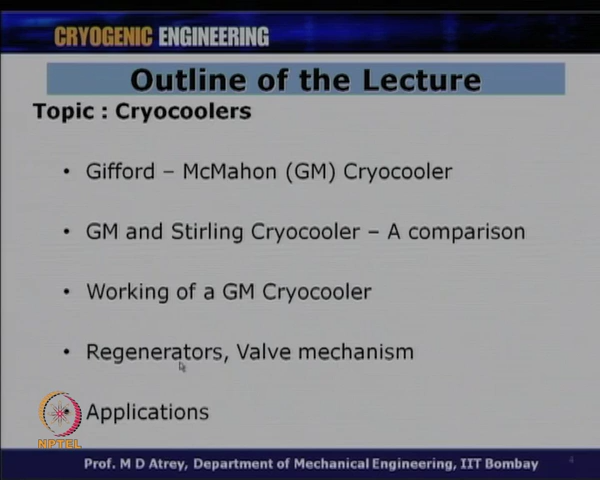 CRYOGENIC ENGINEERING
Outline of the Lecture
Topic : Cryocoolers
• Gifford – McMahon (GM) Cryocooler
• GM and Stirling Cryocooler – A comparison
• Working of a GM Cryocooler
• Regenerators, Valve mechanism
• Applications
NPTEL
Prof. M D Atrey, Department of Mechanical Engineering, IIT Bombay
4